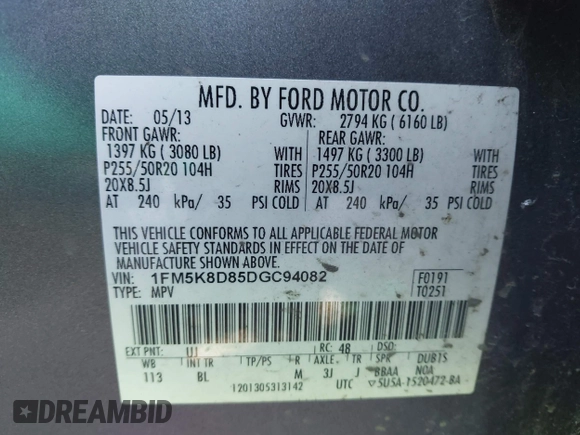 MFD. BY FORD MOTOR CO.
DATE: 05/13 GVWR: 2794 KG ( 6160 LB)
FRONT GAWR: REAR GAWR:
1397 KG ( 3080 LB) WITH 1497 KG ( 3300 LB) WITH
P255/50R20 104H TIRES P255/50R20 104H TIRES
20X8.5J RIMS 20X8.5J RIMS
AT 240 kPa/ 35 PSI COLD AT 240 kPa/ 35 PSI COLD
THIS VEHICLE CONFORMS TO ALL APPLICABLE FEDERAL MOTOR
VEHICLE SAFETY STANDARDS IN EFFECT ON THE DATE OF
MANUFACTURE SHOWN ABOVE.
VIN: 1FM5K8D85DGC94082 F0191
TYPE: MPV T0251
EXT PNT: UJ RC: 48 DSO:
WB INT TR TP/PS R AXLE TR SPR DUBTS
113 BL M 3J J BBAA NOA
1201305313142 UTC 5USA-1520472-BA
IDFAX.COM